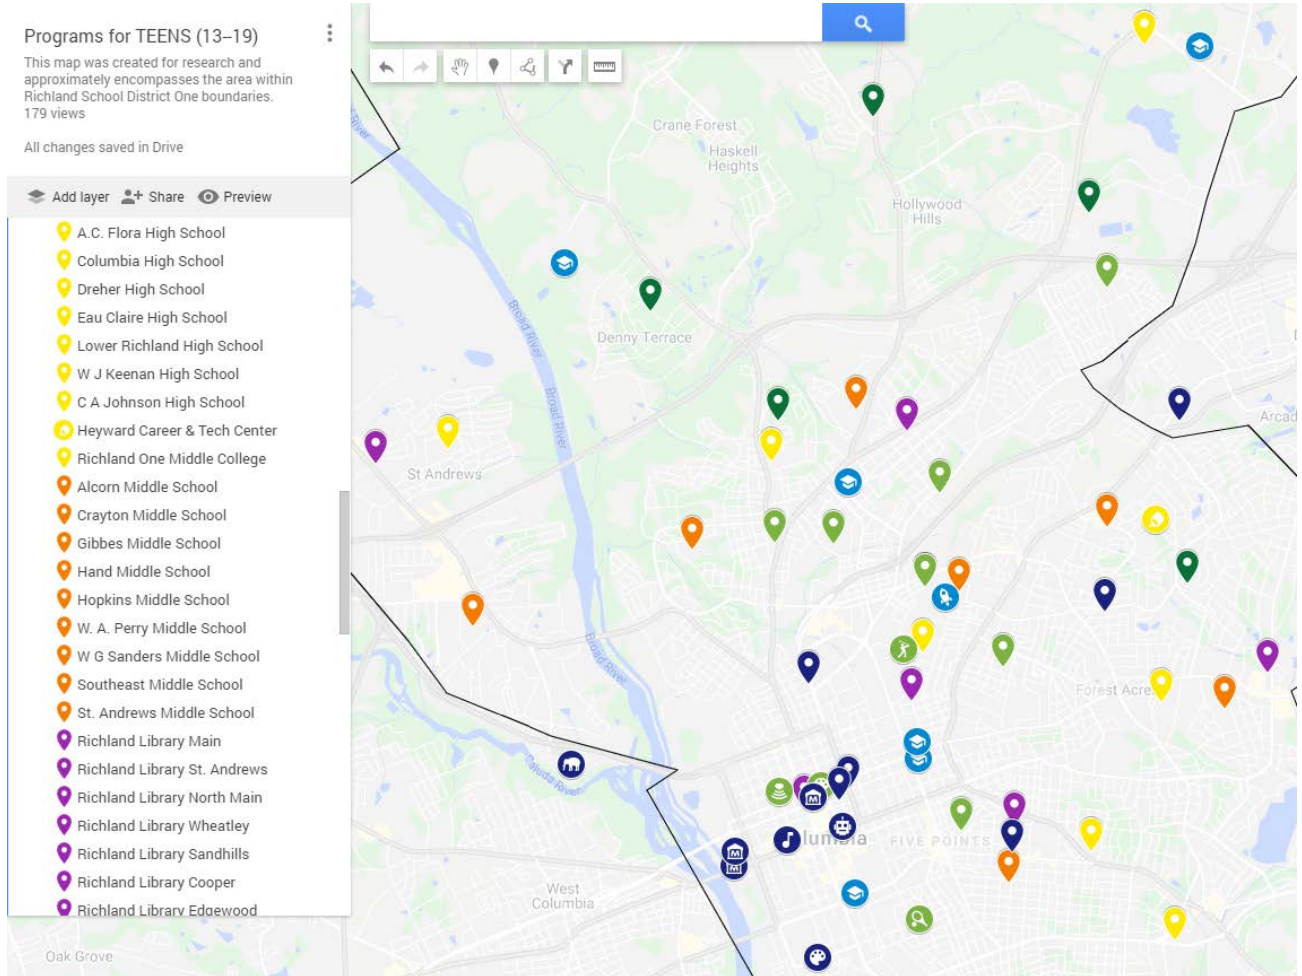 Programs for TEENS (13–19)
This map was created for research and
approximately encompasses the area within
Richland School District One boundaries.
179 views
All changes saved in Drive
Add layer Share Preview
A.C. Flora High School
Columbia High School
Dreher High School
Eau Claire High School
Lower Richland High School
W J Keenan High School
C A Johnson High School
Heyward Career & Tech Center
Richland One Middle College
Alcorn Middle School
Crayton Middle School
Gibbes Middle School
Hand Middle School
Hopkins Middle School
W. A. Perry Middle School
W G Sanders Middle School
Southeast Middle School
St. Andrews Middle School
Richland Library Main
Richland Library St. Andrews
Richland Library North Main
Richland Library Wheatley
Richland Library Sandhills
Richland Library Cooper
Richland Library Edgewood
Oak Grove
Crane Forest
Haskell
Heights
Hollywood
Hills
Denny Terrace
Broad River
Broad River
Broad River
St Andrews
Arcad
Forest Acre
Saluda River
lumbia
FIVE POINTS
West
Columbia